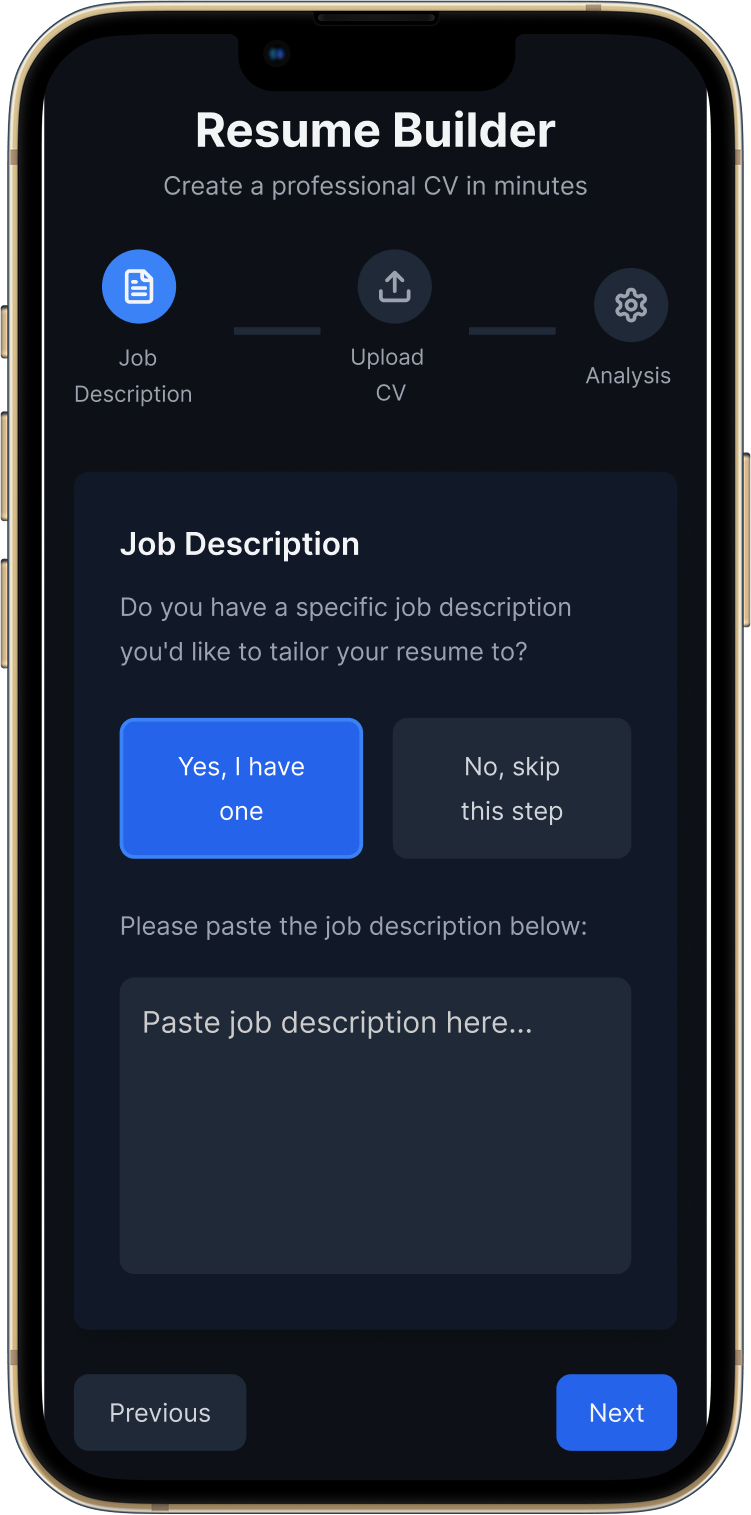 Resume Builder
Create a professional CV in minutes
Job
Description
Upload
CV
Analysis
Job Description
Do you have a specific job description
you'd like to tailor your resume to?
Yes, I have
one
No, skip
this step
Please paste the job description below:
Paste job description here...
Previous
Next